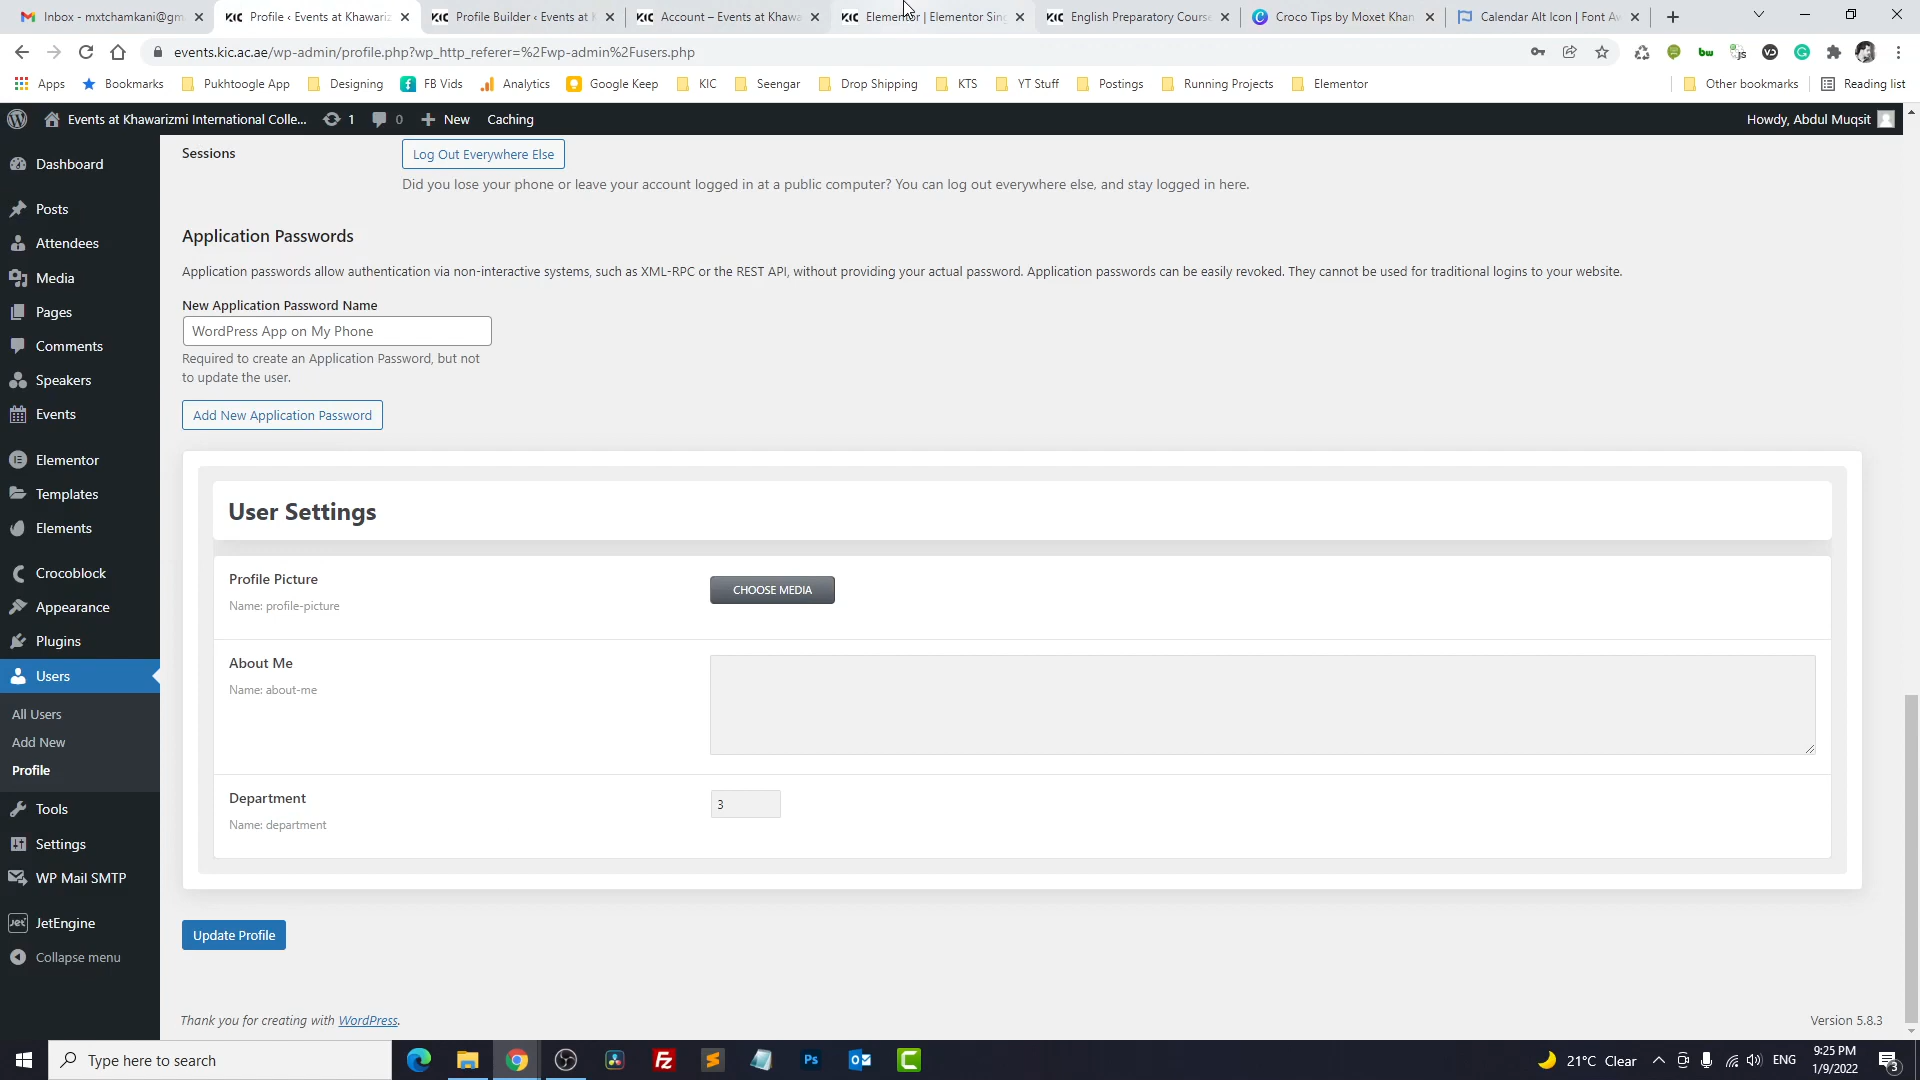 Inbox - mxtchamkani@gm
Profile ‹ Events at Khawariz
Profile Builder ‹ Events at K
Account – Events at Khawa
Elementor | Elementor Sing
English Preparatory Course
Croco Tips by Moxet Khan
Calendar Alt Icon | Font Aw
events.kic.ac.ae/wp-admin/profile.php?wp_http_referer=%2Fwp-admin%2Fusers.php
Apps
Bookmarks
Pukhtoogle App
Designing
FB Vids
Analytics
Google Keep
KIC
Seengar
Drop Shipping
KTS
YT Stuff
Postings
Running Projects
Elementor
Other bookmarks
Reading list
Events at Khawarizmi International Colle...
1
0
New
Caching
Howdy, Abdul Muqsit
Dashboard
Posts
Attendees
Media
Pages
Comments
Speakers
Events
Elementor
Templates
Elements
Crocoblock
Appearance
Plugins
Users
All Users
Add New
Profile
Tools
Settings
WP Mail SMTP
JetEngine
Collapse menu
Sessions
Log Out Everywhere Else
Did you lose your phone or leave your account logged in at a public computer? You can log out everywhere else, and stay logged in here.
Application Passwords
Application passwords allow authentication via non-interactive systems, such as XML-RPC or the REST API, without providing your actual password. Application passwords can be easily revoked. They cannot be used for traditional logins to your website.
New Application Password Name
WordPress App on My Phone
Required to create an Application Password, but not
to update the user.
Add New Application Password
User Settings
Profile Picture
Name: profile-picture
CHOOSE MEDIA
About Me
Name: about-me
Department
Name: department
3
Update Profile
Thank you for creating with WordPress.
Version 5.8.3
Type here to search
21°C Clear
ENG
9:25 PM
1/9/2022
3